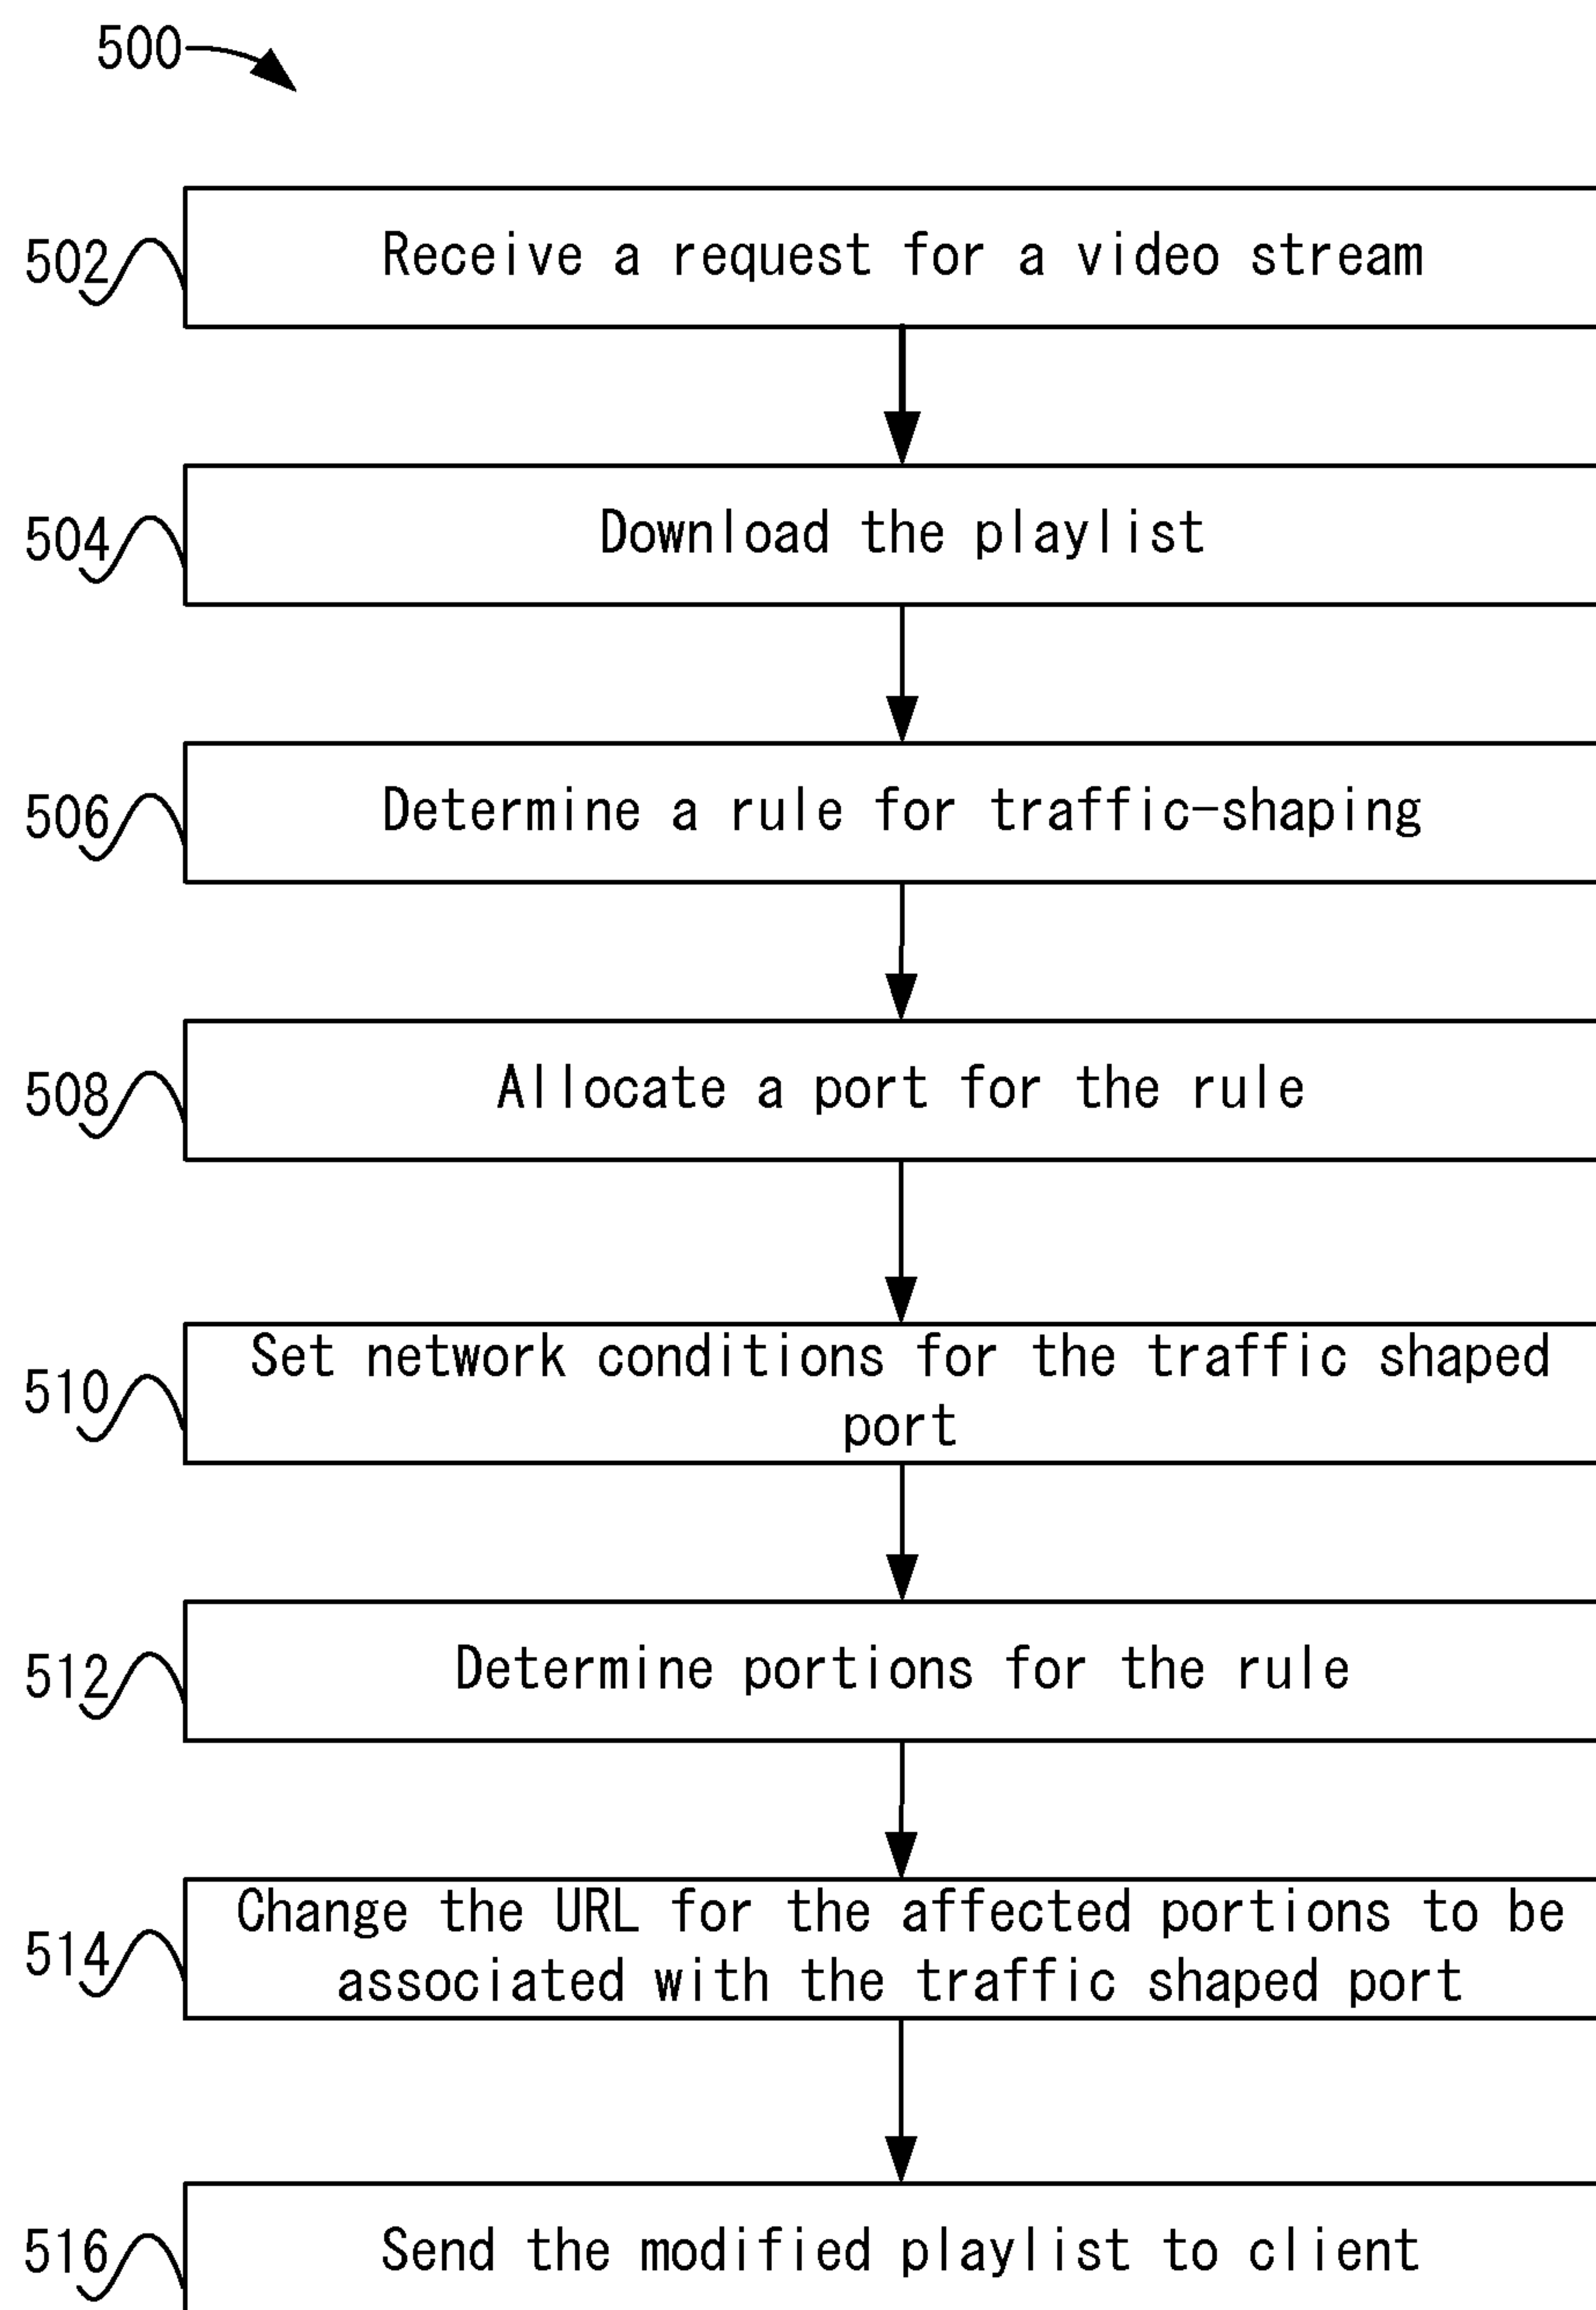 500
502
Receive a request for a video stream
504
Download the playlist
506
Determine a rule for traffic-shaping
508
Allocate a port for the rule
510
Set network conditions for the traffic shaped
port
512
Determine portions for the rule
514
Change the URL for the affected portions to be
associated with the traffic shaped port
516
Send the modified playlist to client